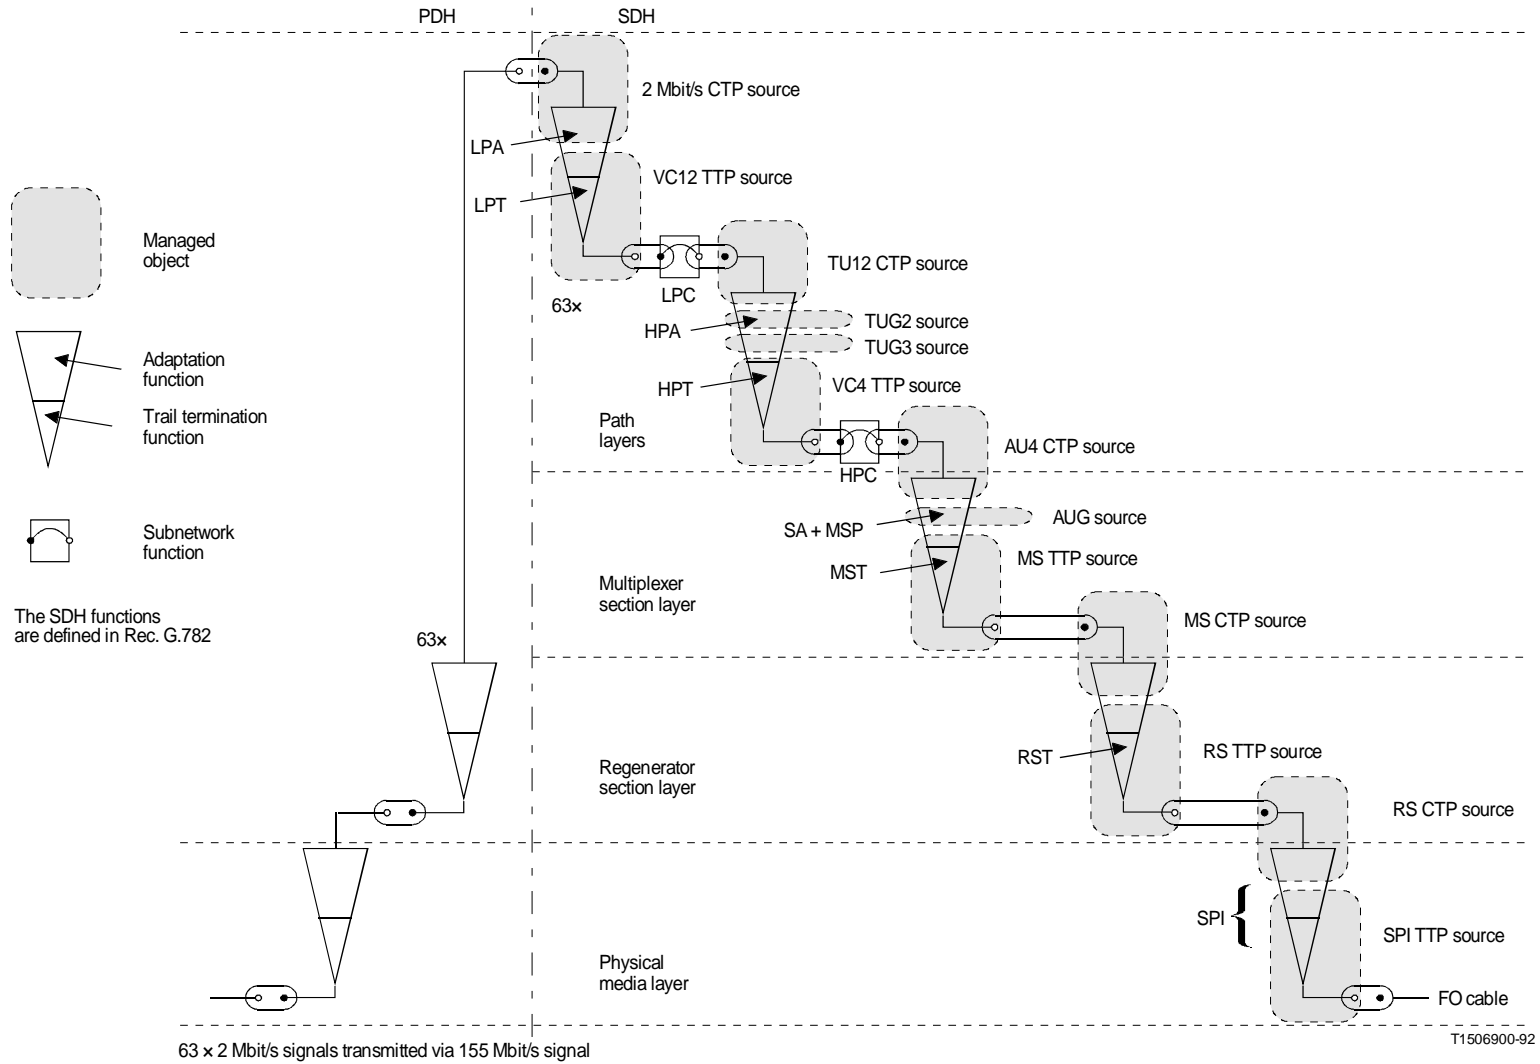 PDH
SDH
2 Mbit/s CTP source
LPA
VC12 TTP source
LPT
Managed
object
TU12 CTP source
LPC
63×
TUG2 source
HPA
TUG3 source
Adaptation
function
HPT
VC4 TTP source
Trail termination
function
Path
layers
AU4 CTP source
HPC
AUG source
SA + MSP
Subnetwork
function
MS TTP source
MST
Multiplexer
section layer
The SDH functions
are defined in Rec. G.782
MS CTP source
63×
RST
RS TTP source
Regenerator
section layer
RS CTP source
SPI
SPI TTP source
Physical
media layer
FO cable
T1506900-92
63 × 2 Mbit/s signals transmitted via 155 Mbit/s signal